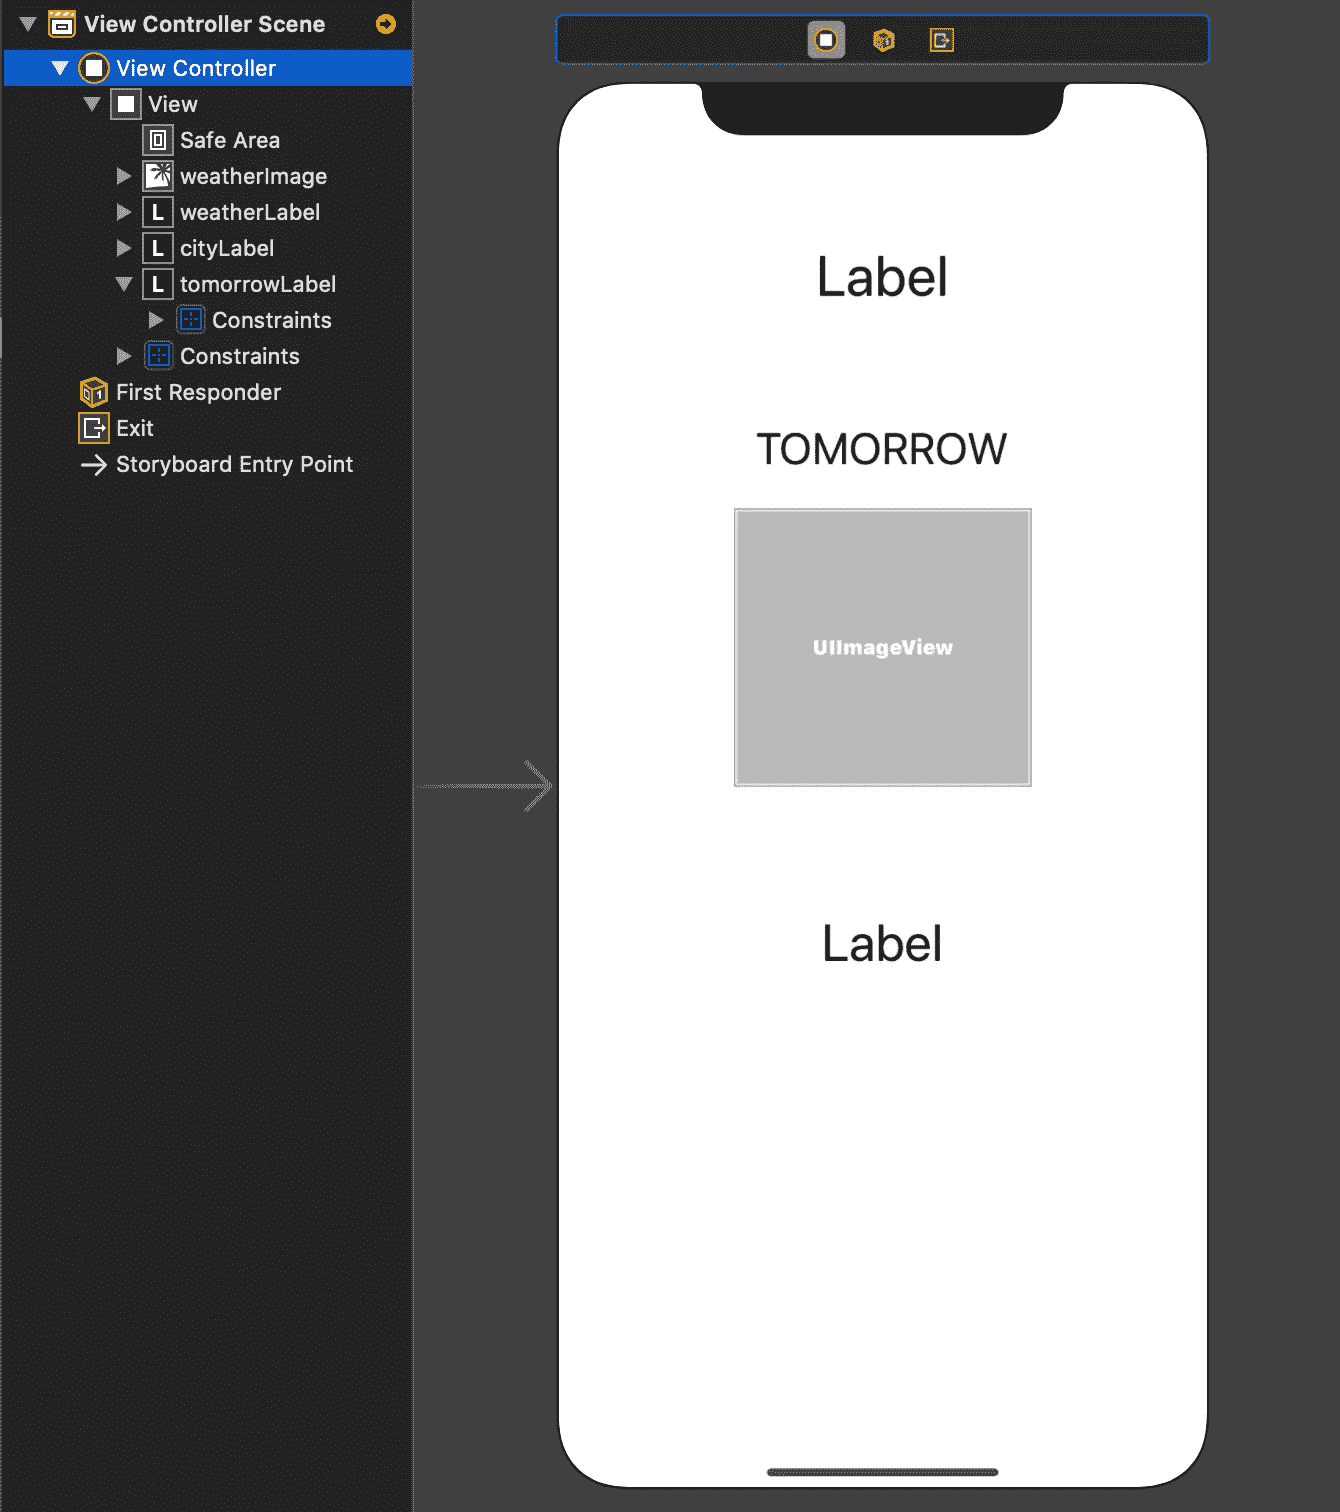 View Controller Scene
View Controller
View
Safe Area
weatherImage
L weatherLabel
L cityLabel
L tomorrowLabel
Constraints
Constraints
First Responder
Exit
Storyboard Entry Point
Label
TOMORROW
UIImageView
Label